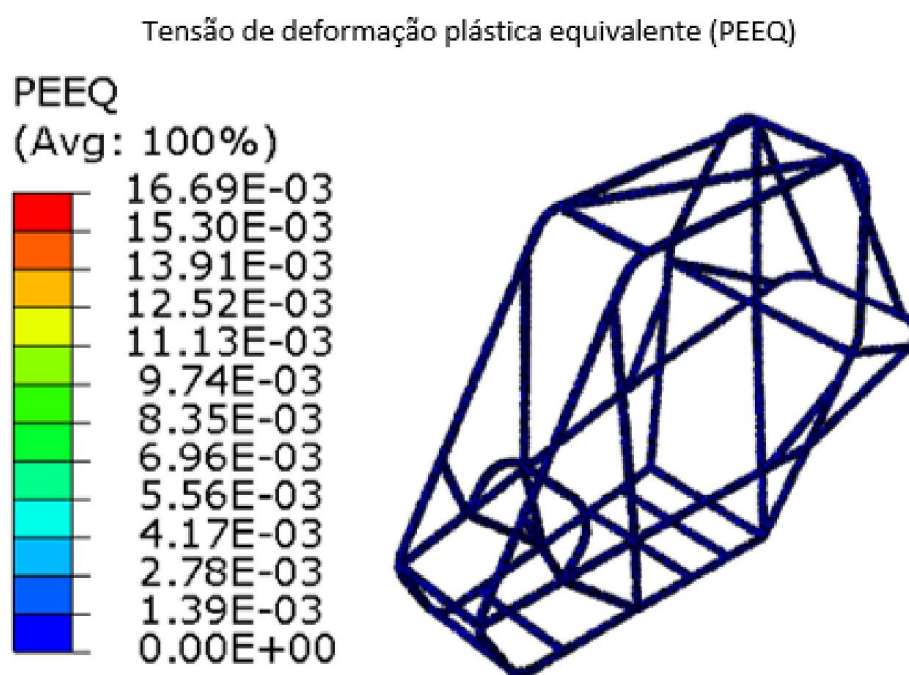 Tensão de deformação plástica equivalente (PEEQ)
PEEQ
(Avg: 100%)
16.69E-03
15.30E-03
13.91E-03
12.52E-03
11.13E-03
9.74E-03
8.35E-03
6.96E-03
5.56E-03
4.17E-03
2.78E-03
1.39E-03
0.00E+00